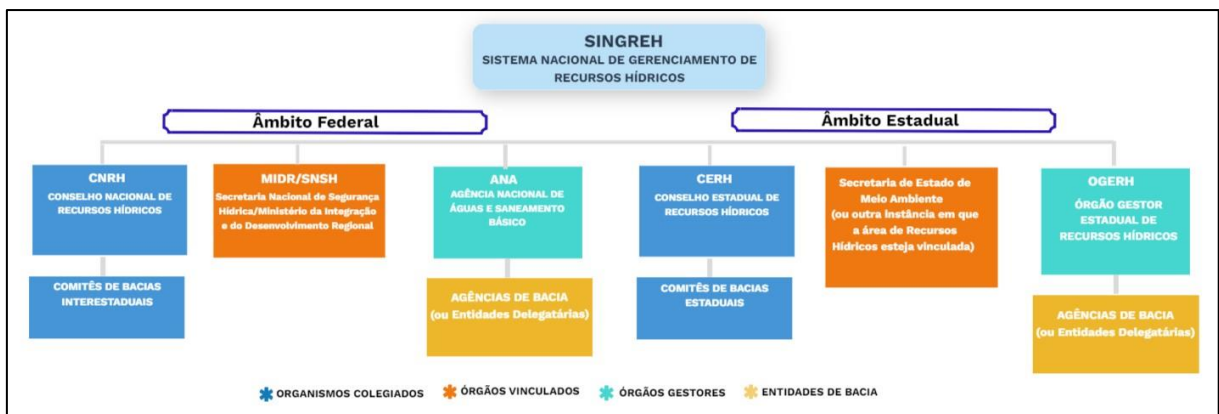 SINGREH
SISTEMA NACIONAL DE GERENCIAMENTO DE
RECURSOS HÍDRICOS
Âmbito Federal
Âmbito Estadual
CNRH
CONSELHO NACIONAL DE
RECURSOS HÍDRICOS
MIDR/SNSH
Secretaria Nacional de Segurança
Hídrica/Ministério da Integração
e do Desenvolvimento Regional
ANA
AGÊNCIA NACIONAL DE
ÁGUAS E SANEAMENTO
BÁSICO
CERH
CONSELHO ESTADUAL DE
RECURSOS HÍDRICOS
Secretaria de Estado de
Meio Ambiente
(ou outra instância em que
a área de Recursos
Hídricos esteja vinculada)
OGERH
ÓRGÃO GESTOR
ESTADUAL DE
RECURSOS HÍDRICOS
COMITÊS DE BACIAS
INTERESTADUAIS
AGÊNCIAS DE BACIA
(ou Entidades Delegatárias)
COMITÊS DE BACIAS
ESTADUAIS
AGÊNCIAS DE BACIA
(ou Entidades Delegatárias)
ORGANISMOS COLEGIADOS
ÓRGÃOS VINCULADOS
ÓRGÃOS GESTORES
ENTIDADES DE BACIA